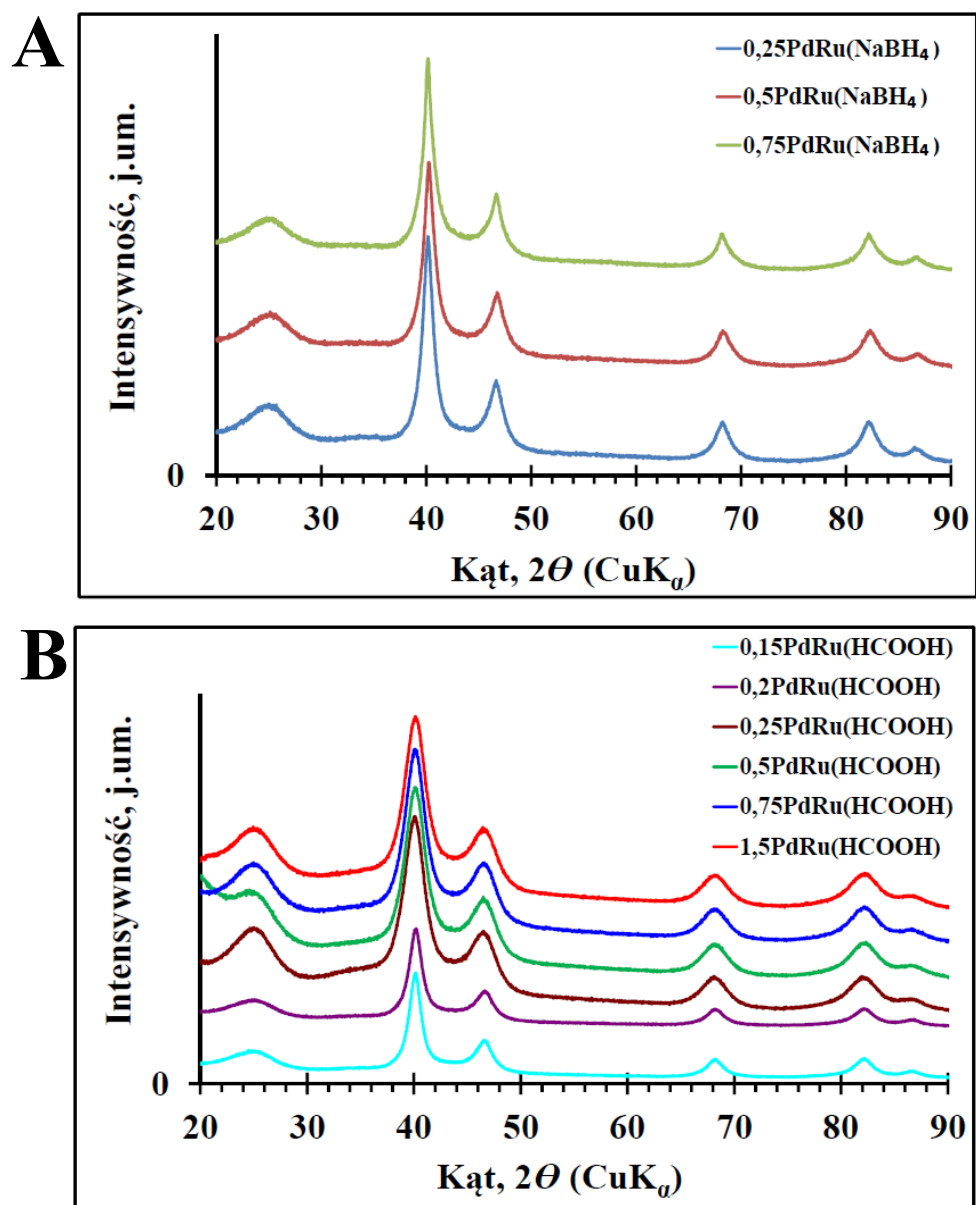 A
0,25PdRu(NaBH₄)
0,5PdRu(NaBH₄)
0,75PdRu(NaBH₄)
Intensywność, j.um.
0
20 30 40 50 60 70 80 90
Kąt, 2Θ (CuKα)
B
0,15PdRu(HCOOH)
0,2PdRu(HCOOH)
0,25PdRu(HCOOH)
0,5PdRu(HCOOH)
0,75PdRu(HCOOH)
1,5PdRu(HCOOH)
Intensywność, j.um.
0
20 30 40 50 60 70 80 90
Kąt, 2Θ (CuKα)